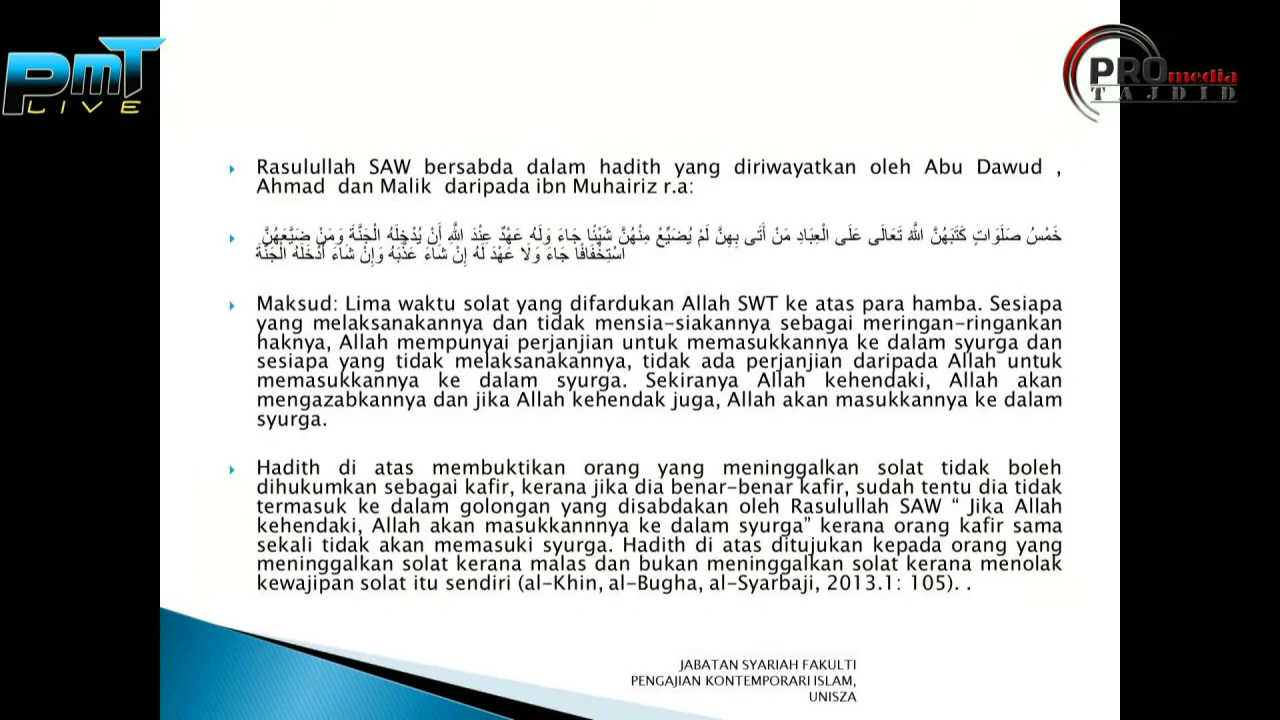 PMT
LIVE
PROmedia
TAJDID
Rasulullah SAW bersabda dalam hadith yang diriwayatkan oleh Abu Dawud ,
Ahmad dan Malik daripada ibn Muhairiz r.a:
خَمْسُ صَلَوَاتٍ كَتَبَهُنَّ اللَّهُ تَعَالَى عَلَى الْعِبَادِ مَنْ أَتَى بِهِنَّ لَمْ يُضَيِّعْ مِنْهُنَّ شَيْئًا جَاءَ وَلَهُ عَهْدٌ عِنْدَ اللَّهِ أَنْ يُدْخِلَهُ الْجَنَّةَ وَمَنْ ضَيَّعَهُنَّ
اسْتِخْفَافًا جَاءَ وَلَا عَهْدَ لَهُ إِنْ شَاءَ عَذَّبَهُ وَإِنْ شَاءَ أَدْخَلَهُ الْجَنَّةَ
Maksud: Lima waktu solat yang difardukan Allah SWT ke atas para hamba. Sesiapa
yang melaksanakannya dan tidak mensia-siakannya sebagai meringan-ringankan
haknya, Allah mempunyai perjanjian untuk memasukkannya ke dalam syurga dan
sesiapa yang tidak melaksanakannya, tidak ada perjanjian daripada Allah untuk
memasukkannya ke dalam syurga. Sekiranya Allah kehendaki, Allah akan
mengazabkannya dan jika Allah kehendak juga, Allah akan masukkannya ke dalam
syurga.
Hadith di atas membuktikan orang yang meninggalkan solat tidak boleh
dihukumkan sebagai kafir, kerana jika dia benar-benar kafir, sudah tentu dia tidak
termasuk ke dalam golongan yang disabdakan oleh Rasulullah SAW “ Jika Allah
kehendaki, Allah akan masukkannnya ke dalam syurga” kerana orang kafir sama
sekali tidak akan memasuki syurga. Hadith di atas ditujukan kepada orang yang
meninggalkan solat kerana malas dan bukan meninggalkan solat kerana menolak
kewajipan solat itu sendiri (al-Khin, al-Bugha, al-Syarbaji, 2013.1: 105). .
JABATAN SYARIAH FAKULTI
PENGAJIAN KONTEMPORARI ISLAM,
UNISZA